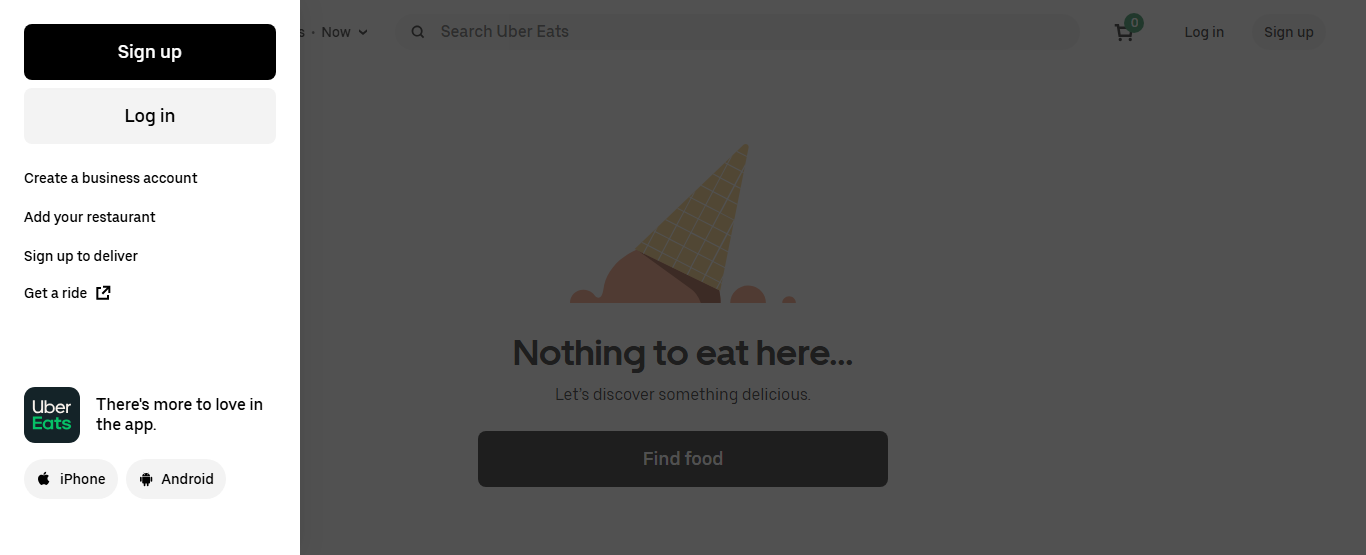 Sign up
Log in
Create a business account
Add your restaurant
Sign up to deliver
Get a ride
Uber
Eats
There's more to love in
the app.
iPhone
Android
s • Now
Search Uber Eats
0
Log in
Sign up
Nothing to eat here...
Let's discover something delicious.
Find food